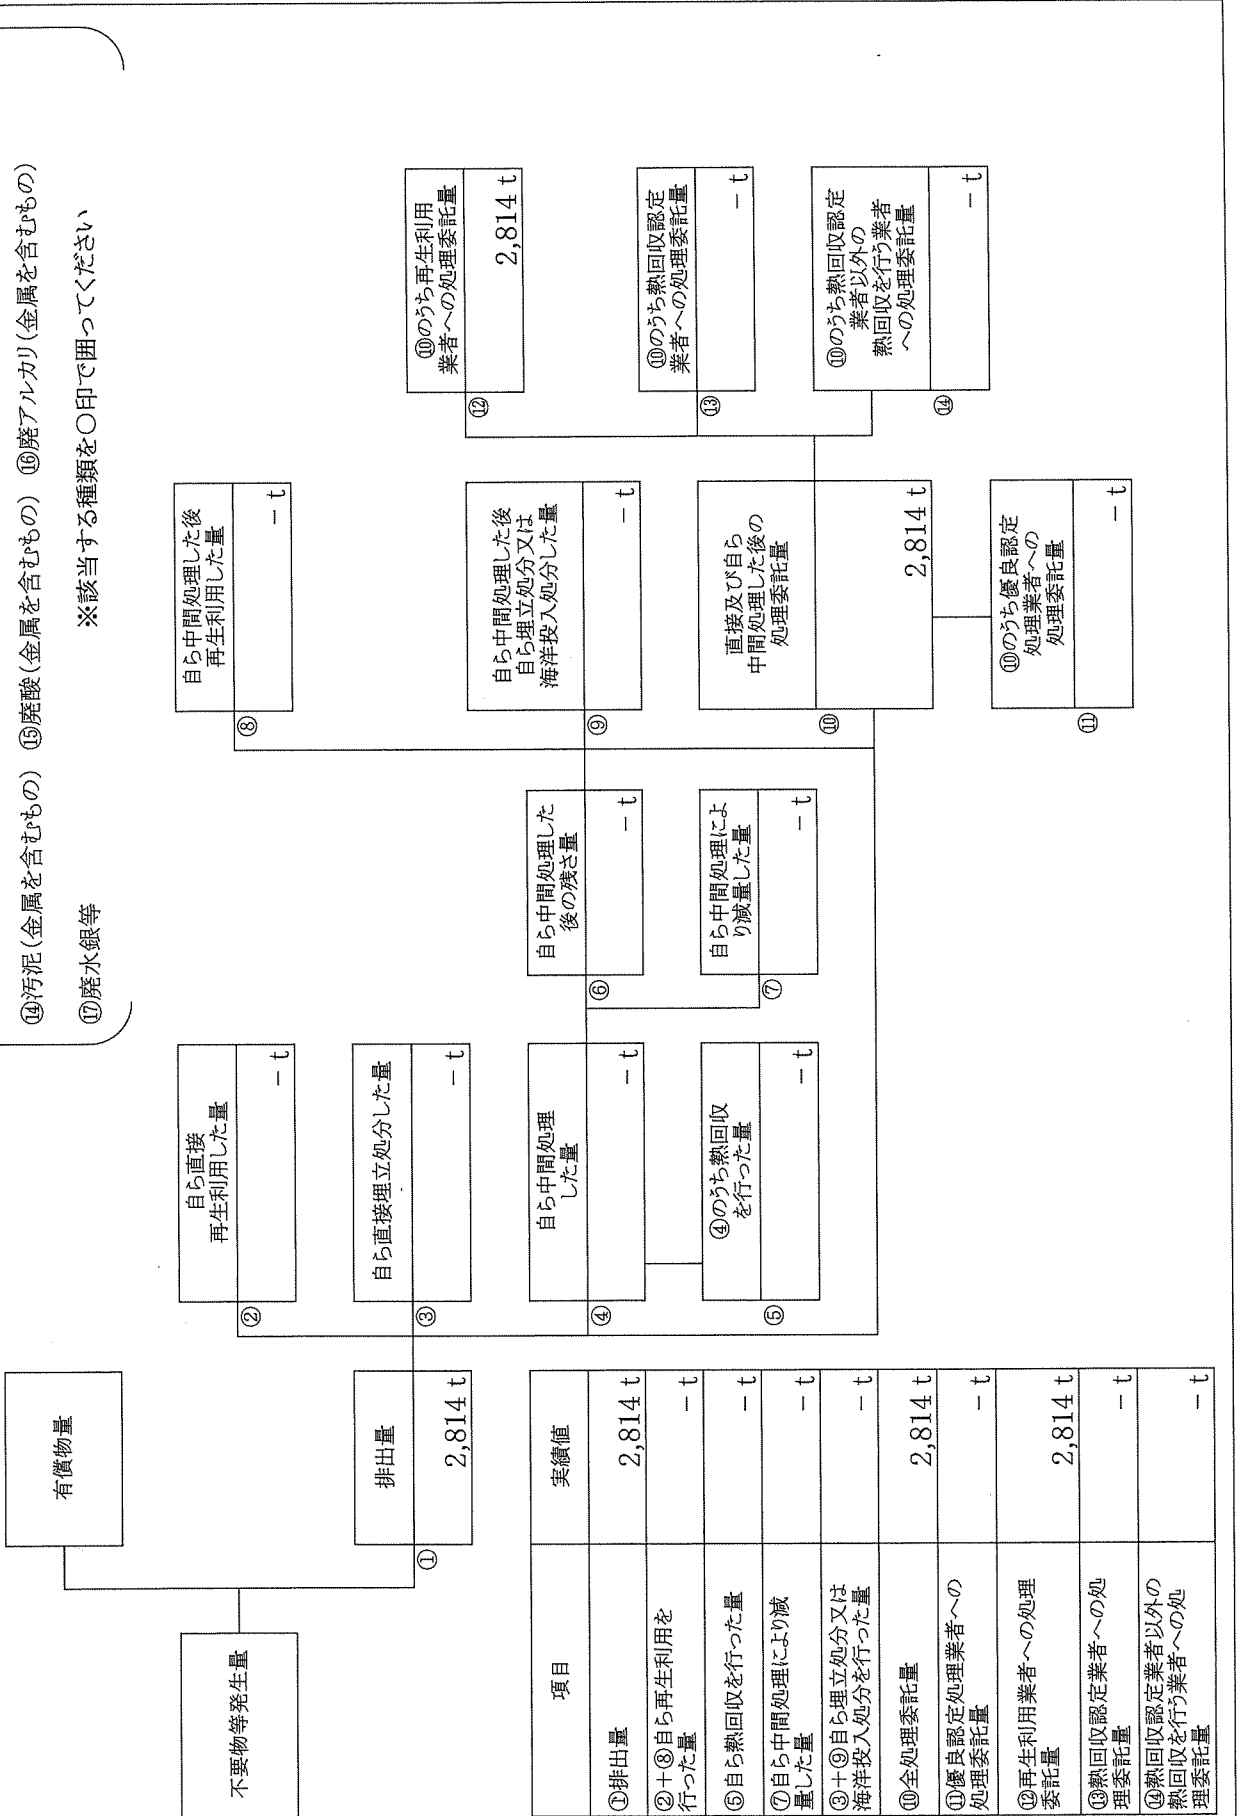 ⑭汚泥(金属を含むもの) ⑮廃酸(金属を含むもの) ⑯廃アルカリ(金属を含むもの)
⑰廃水銀等
※該当する種類を○印で囲ってください
不要物等発生量
有償物量
①
排出量
2,814 t
②
自ら直接
再生利用した量
－ t
③
自ら直接埋立処分した量
－ t
④
自ら中間処理
した量
－ t
⑤
④のうち熱回収
を行った量
－ t
⑥
自ら中間処理した
後の残さ量
－ t
⑦
自ら中間処理によ
り減量した量
－ t
⑧
自ら中間処理した後
再生利用した量
－ t
⑨
自ら中間処理した後
自ら埋立処分又は
海洋投入処分した量
－ t
⑩
直接及び自ら
中間処理した後の
処理委託量
2,814 t
⑪
⑩のうち優良認定
処理業者への
処理委託量
－ t
⑫
⑩のうち再生利用
業者への処理委託量
2,814 t
⑬
⑩のうち熱回収認定
業者への処理委託量
－ t
⑭
⑩のうち熱回収認定
業者以外の
熱回収を行う業者
への処理委託量
－ t
項目 実績値
①排出量 2,814 t
②+⑧自ら再生利用を
行った量 － t
⑤自ら熱回収を行った量 － t
⑦自ら中間処理により減
量した量 － t
③+⑨自ら埋立処分又は
海洋投入処分を行った量 － t
⑩全処理委託量 2,814 t
⑪優良認定処理業者への
処理委託量 － t
⑫再生利用業者への処理
委託量 2,814 t
⑬熱回収認定業者への処
理委託量 － t
⑭熱回収認定業者以外の
熱回収を行う業者への処
理委託量 － t